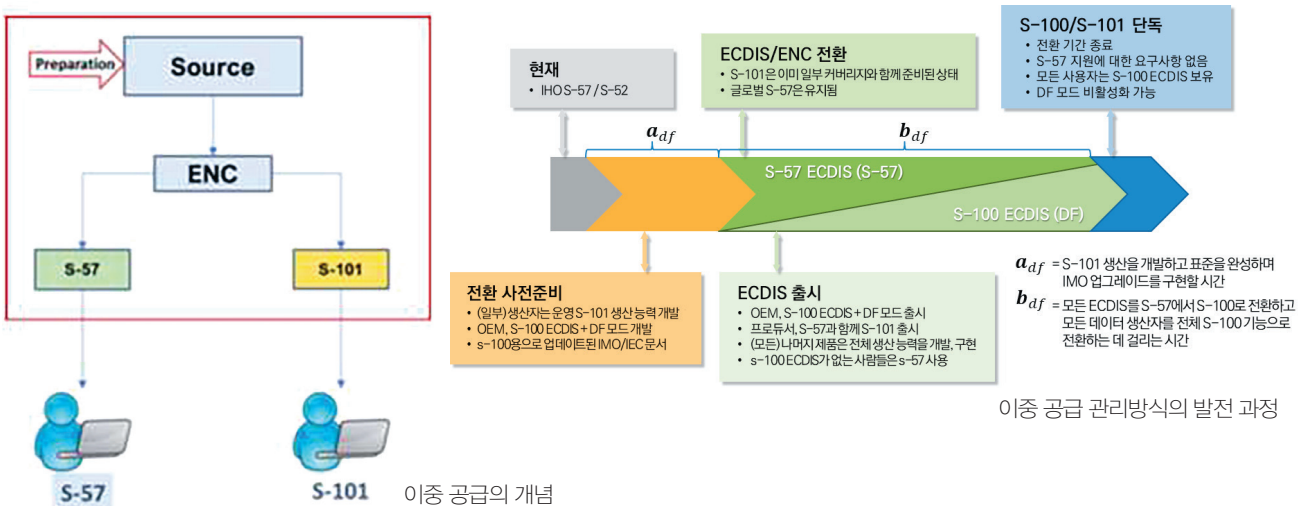 Preparation
Source
ENC
S-57
S-101
S-57
S-101
이중 공급의 개념
현재
• IHO S-57 / S-52
ECDIS/ENC 전환
• S-101은 이미 일부 커버리지와 함께 준비된 상태
• 글로벌 S-57은 유지됨
S-100/S-101 단독
• 전환 기간 종료
• S-57 지원에 대한 요구사항 없음
• 모든 사용자는 S-100 ECDIS 보유
• DF 모드 비활성화 가능
a_df
b_df
S-57 ECDIS (S-57)
S-100 ECDIS (DF)
전환 사전준비
• (일부) 생산자는 운영 S-101 생산 능력 개발
• OEM, S-100 ECDIS + DF 모드 개발
• s-100용으로 업데이트된 IMO/IEC 문서
ECDIS 출시
• OEM, S-100 ECDIS + DF 모드 출시
• 프로듀서, S-57과 함께 S-101 출시
• (모든) 나머지 제품은 전체 생산 능력을 개발, 구현
• s-100 ECDIS가 없는 사람들은 s-57 사용
a_df = S-101 생산을 개발하고 표준을 완성하며
IMO 업그레이드를 구현할 시간
b_df = 모든 ECDIS를 S-57에서 S-100로 전환하고
모든 데이터 생산자를 전체 S-100 기능으로
전환하는 데 걸리는 시간
이중 공급 관리방식의 발전 과정